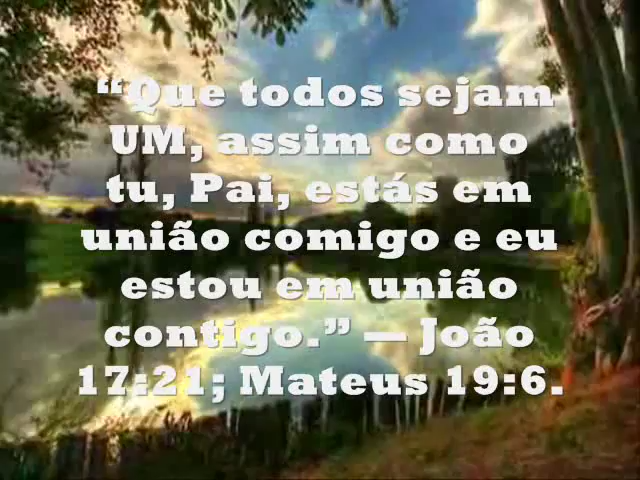 “Que todos sejam
UM, assim como
tu, Pai, estás em
união comigo e eu
estou em união
contigo.” — João
17:21; Mateus 19:6.